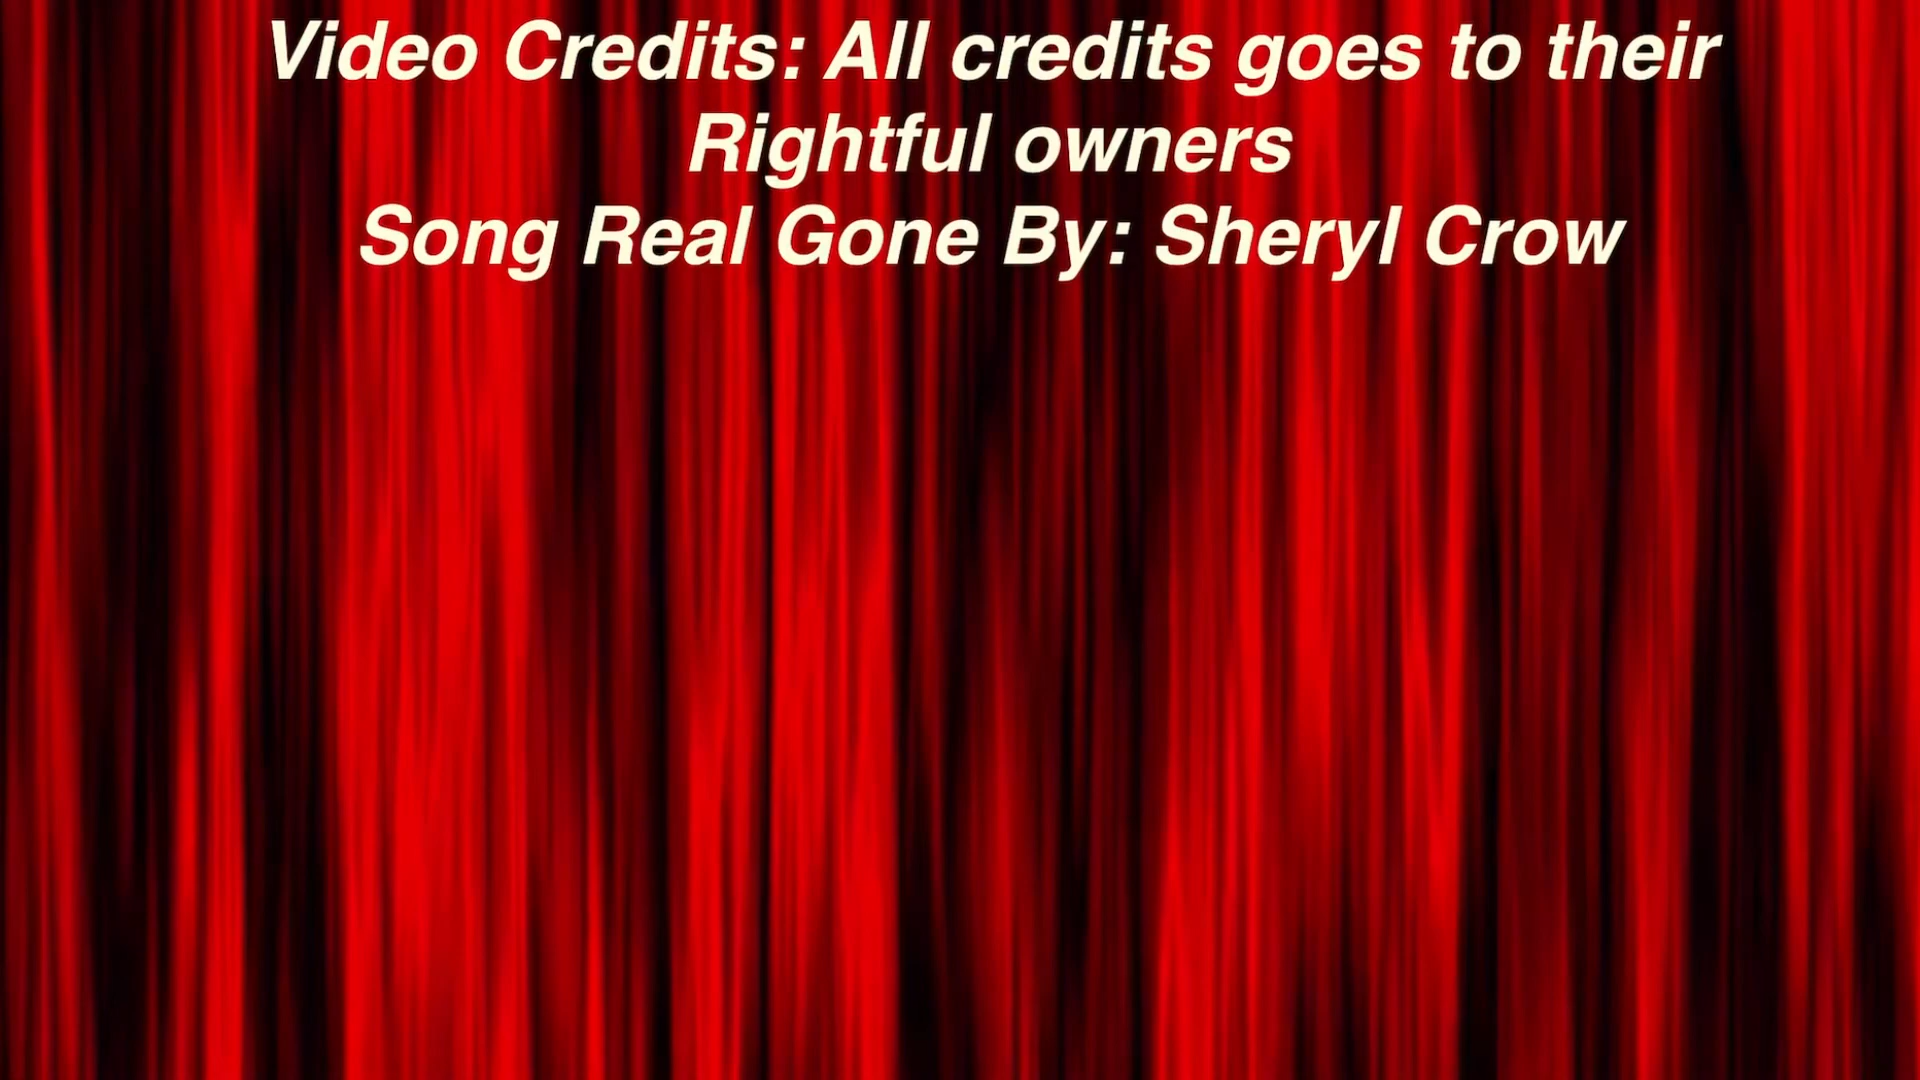 Video Credits: All credits goes to their
Rightful owners
Song Real Gone By: Sheryl Crow